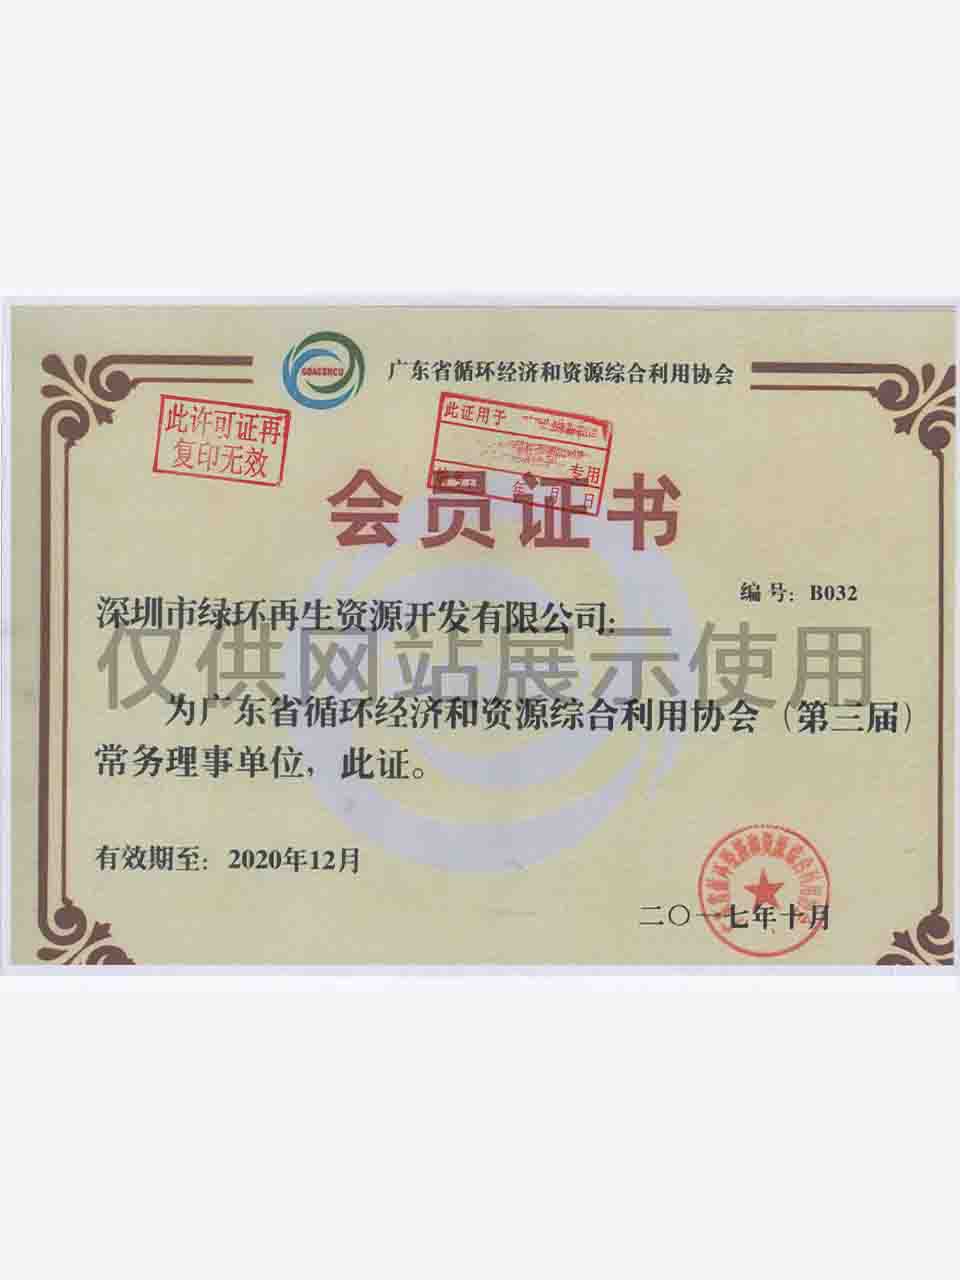 GDACERCU
广东省循环经济和资源综合利用协会
此许可证再
复印无效
此证用于
专用
年 月 日
会员证书
编 号：B032
深圳市绿环再生资源开发有限公司：
仅供网站展示使用
为广东省循环经济和资源综合利用协会（第三届）
常务理事单位，此证。
有效期至：2020年12月
二〇一七年十月